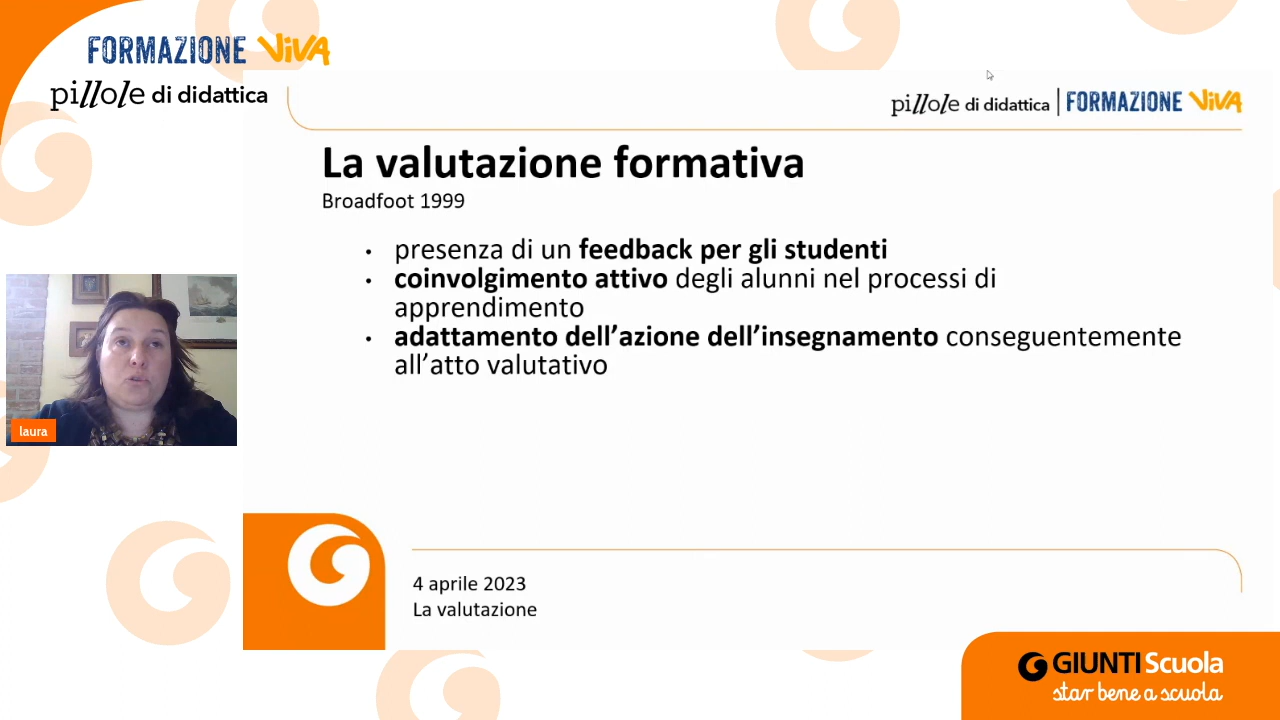 FORMAZIONE VIVA
pillole di didattica
pillole di didattica | FORMAZIONE VIVA
La valutazione formativa
Broadfoot 1999
• presenza di un feedback per gli studenti
• coinvolgimento attivo degli alunni nel processi di
apprendimento
• adattamento dell’azione dell’insegnamento conseguentemente
all’atto valutativo
laura
4 aprile 2023
La valutazione
GIUNTI Scuola
star bene a scuola